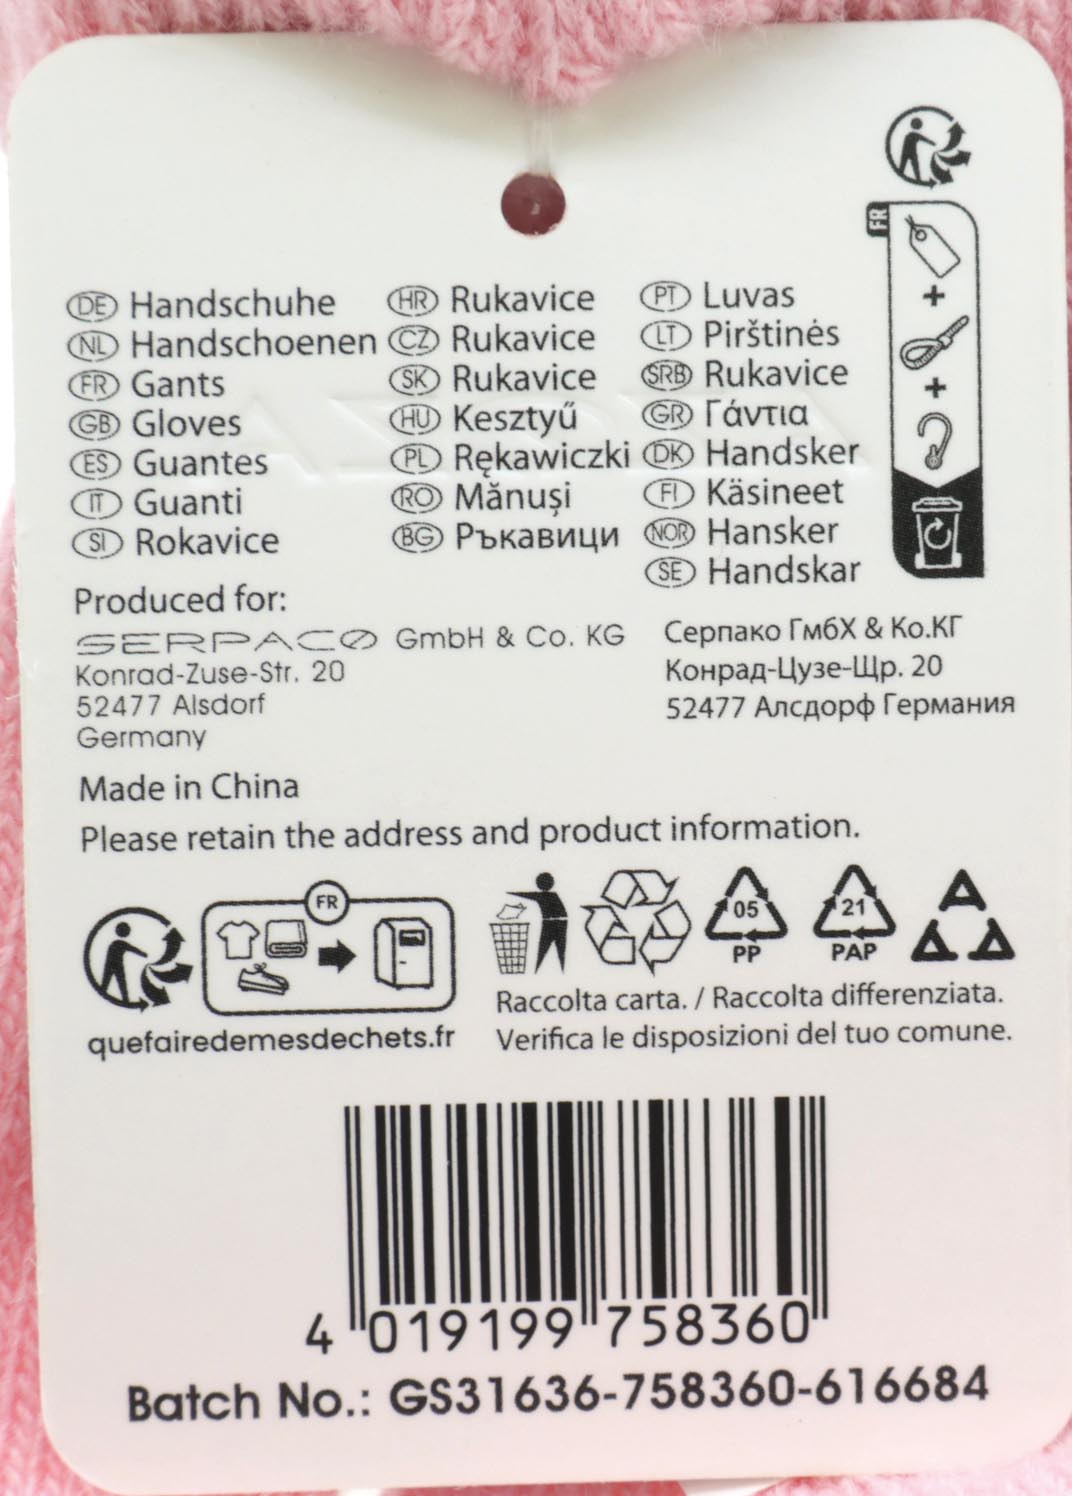 FR
DE Handschuhe
NL Handschoenen
FR Gants
GB Gloves
ES Guantes
IT Guanti
SI Rokavice
HR Rukavice
CZ Rukavice
SK Rukavice
HU Kesztyű
PL Rękawiczki
RO Mănuşi
BG Ръкавици
PT Luvas
LT Pirštinės
SRB Rukavice
GR Γάντια
DK Handsker
FI Käsineet
NOR Hansker
SE Handskar
Produced for:
SERPACO GmbH & Co. KG
Konrad-Zuse-Str. 20
52477 Alsdorf
Germany
Серпако ГмбХ & Ко.КГ
Конрад-Цузе-Щр. 20
52477 Алсдорф Германия
Made in China
Please retain the address and product information.
FR
quefairedemesdechets.fr
05
PP
21
PAP
Raccolta carta. / Raccolta differenziata.
Verifica le disposizioni del tuo comune.
4 019199 758360
Batch No.: GS31636-758360-616684